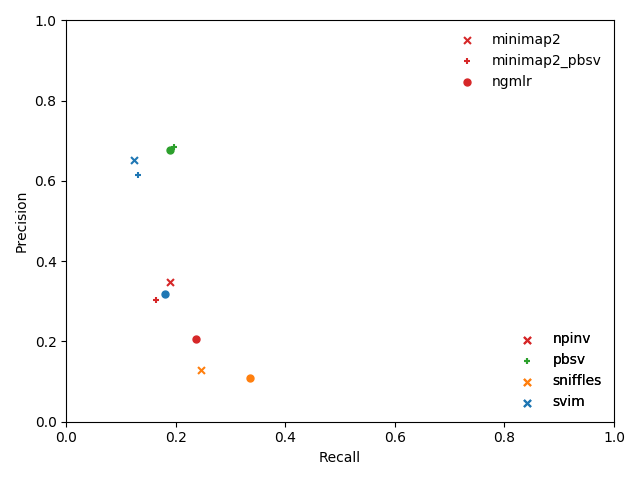 1.0
0.8
0.6
0.4
0.2
0.0
Precision
minimap2
minimap2_pbsv
ngmlr
npinv
pbsv
sniffles
svim
0.0 0.2 0.4 0.6 0.8 1.0
Recall